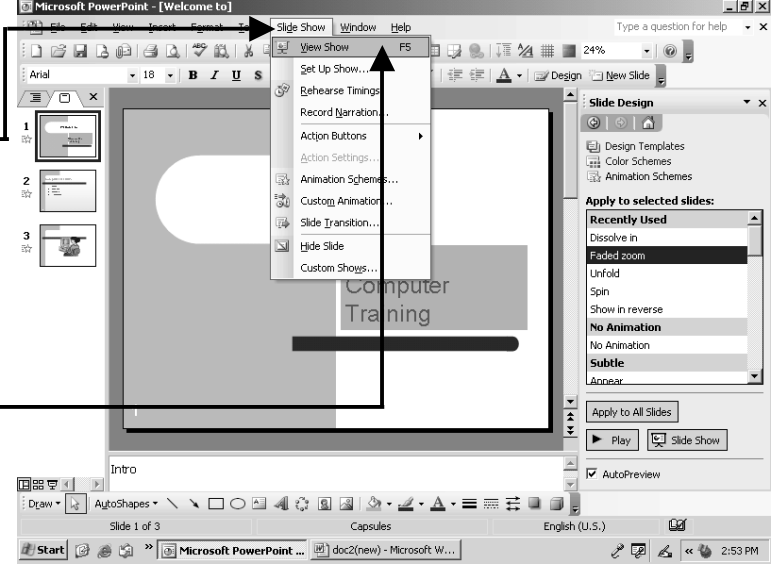 Microsoft PowerPoint - [Welcome to]
File Edit View Insert Format Slide Show Window Help
Type a question for help
24%
Arial 18 B I U S A Design New Slide
View Show F5
Set Up Show...
Rehearse Timings
Record Narration...
Action Buttons
Action Settings...
Animation Schemes...
Custom Animation...
Slide Transition...
Hide Slide
Custom Shows...
1
2
3
Computer
Training
Intro
Slide Design
Design Templates
Color Schemes
Animation Schemes
Apply to selected slides:
Recently Used
Dissolve in
Faded zoom
Unfold
Spin
Show in reverse
No Animation
No Animation
Subtle
Appear
Apply to All Slides
Play Slide Show
AutoPreview
Draw AutoShapes A
Slide 1 of 3 Capsules English (U.S.)
Start » Microsoft PowerPoint ... doc2(new) - Microsoft W... « 2:53 PM